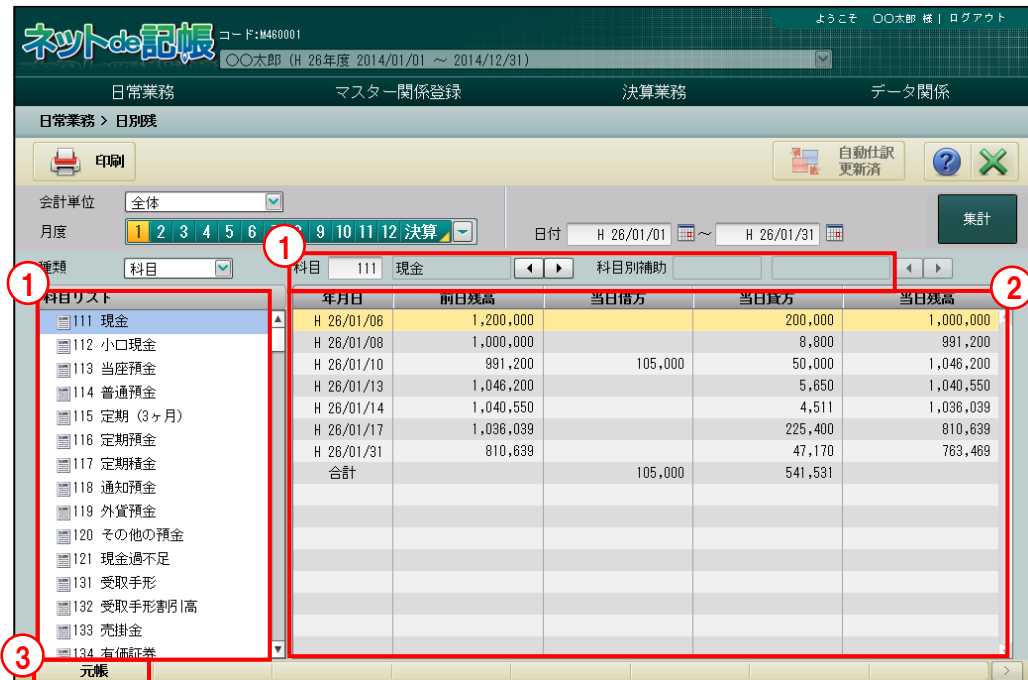 ようこそ 〇〇太郎 様 | ログアウト
ネットde記帳 コード:M460001
〇〇太郎 (H 26年度 2014/01/01 ～ 2014/12/31)
日常業務 マスター関係登録 決算業務 データ関係
日常業務 > 日別残
印刷 自動仕訳更新済 ?
会計単位 全体 集計
月度 1 2 3 4 5 6 8 9 10 11 12 決算 日付 H 26/01/01 ～ H 26/01/31
種類 科目 ① 科目 111 現金 科目別補助
① ②
科目リスト 年月日 前日残高 当日借方 当日貸方 当日残高
111 現金 H 26/01/06 1,200,000 200,000 1,000,000
112 小口現金 H 26/01/08 1,000,000 8,800 991,200
113 当座預金 H 26/01/10 991,200 105,000 50,000 1,046,200
114 普通預金 H 26/01/13 1,046,200 5,650 1,040,550
115 定期（3ヶ月） H 26/01/14 1,040,550 4,511 1,036,039
116 定期預金 H 26/01/17 1,036,039 225,400 810,639
117 定期積金 H 26/01/31 810,639 47,170 763,469
118 通知預金 合計 105,000 541,531
119 外貨預金
120 その他の預金
121 現金過不足
131 受取手形
132 受取手形割引高
133 売掛金
134 有価証券
③ 元帳